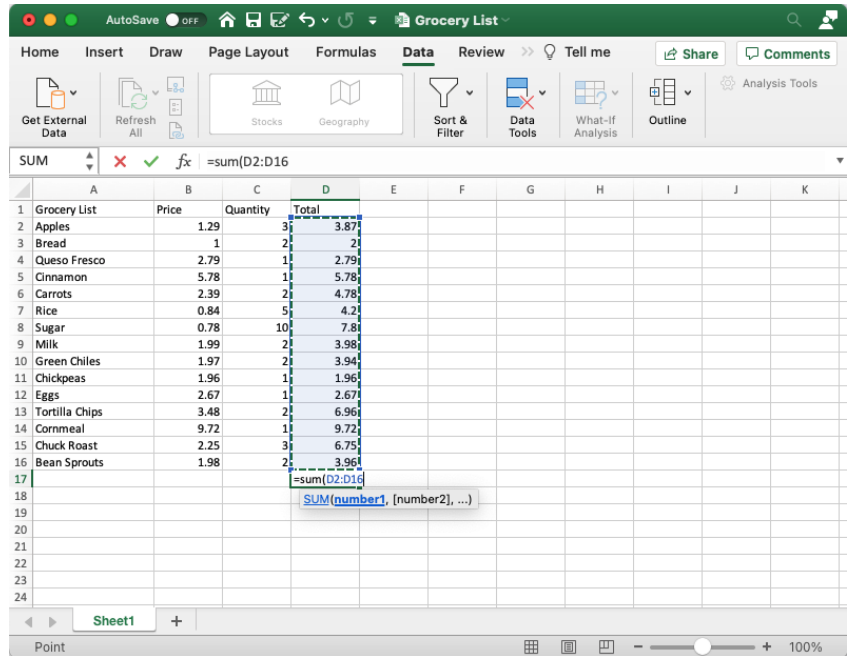 AutoSave OFF Grocery List
Home Insert Draw Page Layout Formulas Data Review >> Tell me Share Comments
Get External Data Refresh All Stocks Geography Sort & Filter Data Tools What-If Analysis Outline Analysis Tools
SUM fx =sum(D2:D16
A B C D E F G H I J K
1 Grocery List Price Quantity Total
2 Apples 1.29 3 3.87
3 Bread 1 2 2
4 Queso Fresco 2.79 1 2.79
5 Cinnamon 5.78 1 5.78
6 Carrots 2.39 2 4.78
7 Rice 0.84 5 4.2
8 Sugar 0.78 10 7.8
9 Milk 1.99 2 3.98
10 Green Chiles 1.97 2 3.94
11 Chickpeas 1.96 1 1.96
12 Eggs 2.67 1 2.67
13 Tortilla Chips 3.48 2 6.96
14 Cornmeal 9.72 1 9.72
15 Chuck Roast 2.25 3 6.75
16 Bean Sprouts 1.98 2 3.96
17 =sum(D2:D16
18 SUM(number1, [number2], ...)
19
20
21
22
23
24
Sheet1 +
Point - + 100%